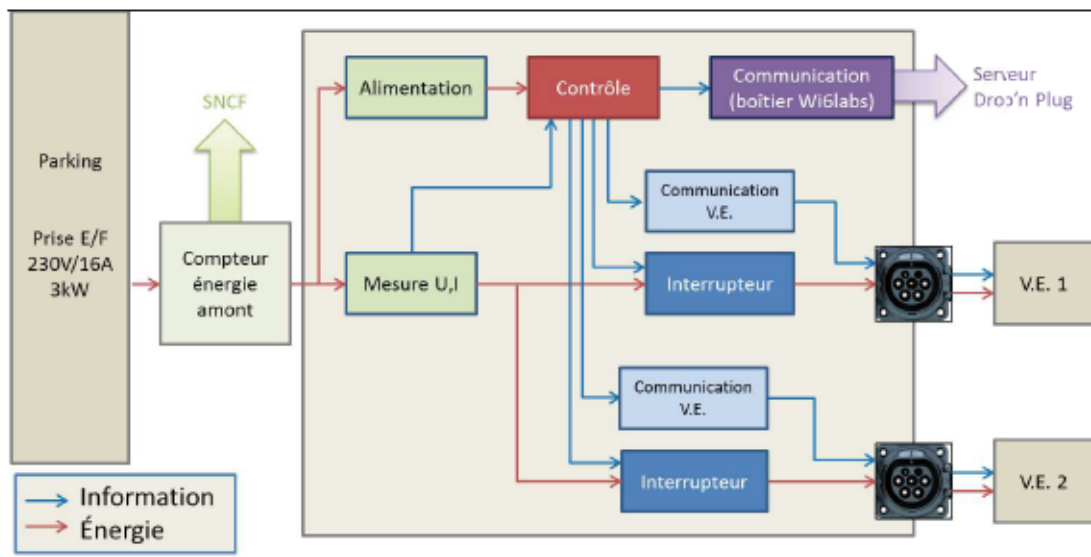 Parking
Prise E/F
230V/16A
3kW
SNCF
Compteur
énergie
amont
Alimentation
Contrôle
Communication
(boîtier Wi6labs)
Serveur
Drop'n Plug
Mesure U,I
Communication
V.E.
Interrupteur
V.E. 1
Communication
V.E.
Interrupteur
V.E. 2
Information
Énergie